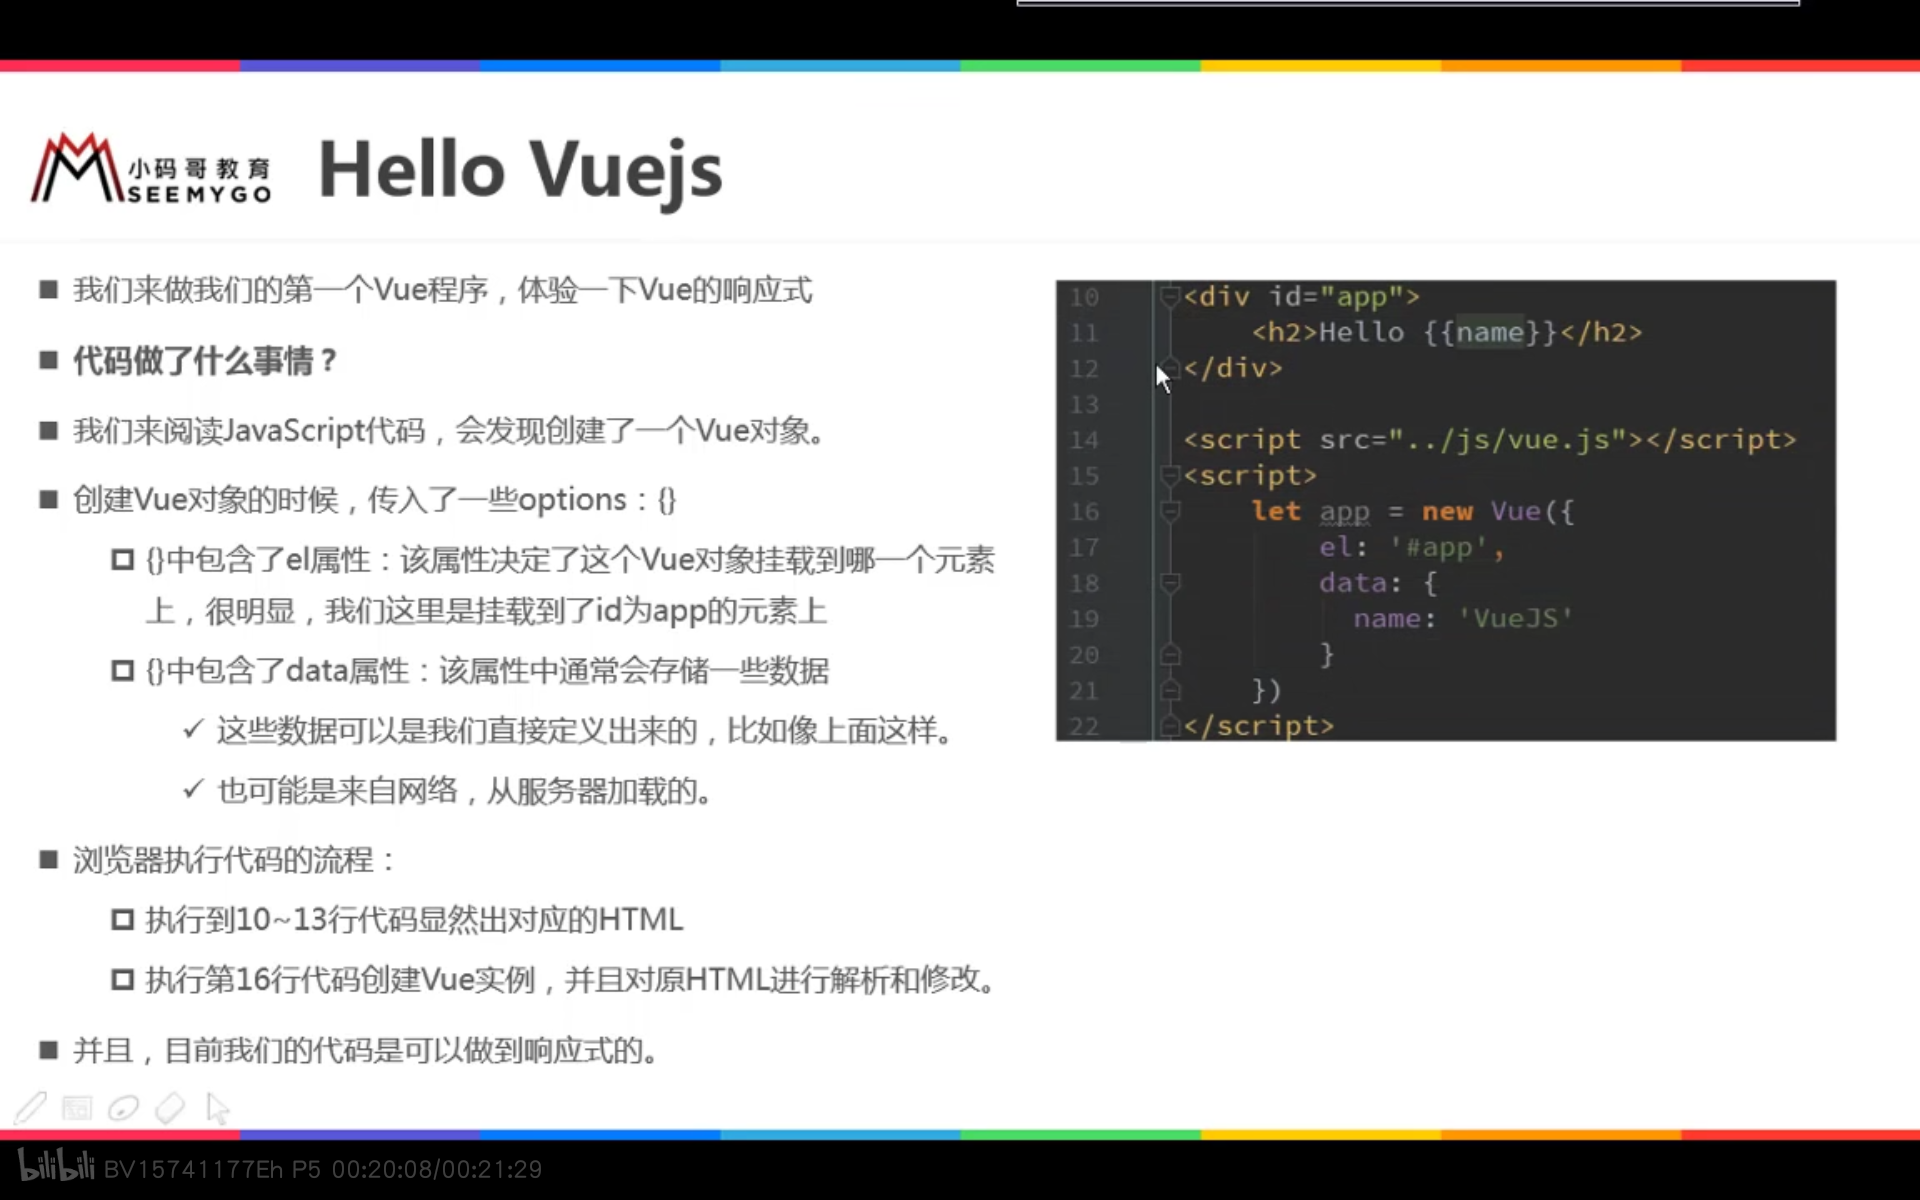 小码哥教育
SEEMYGO
Hello Vuejs
我们来做我们的第一个Vue程序，体验一下Vue的响应式
代码做了什么事情？
我们来阅读JavaScript代码，会发现创建了一个Vue对象。
创建Vue对象的时候，传入了一些options：{}
{}中包含了el属性：该属性决定了这个Vue对象挂载到哪一个元素
上，很明显，我们这里是挂载到了id为app的元素上
{}中包含了data属性：该属性中通常会存储一些数据
这些数据可以是我们直接定义出来的，比如像上面这样。
也可能是来自网络，从服务器加载的。
浏览器执行代码的流程：
执行到10~13行代码显然出对应的HTML
执行第16行代码创建Vue实例，并且对原HTML进行解析和修改。
并且，目前我们的代码是可以做到响应式的。
10 <div id="app">
11 <h2>Hello {{name}}</h2>
12 </div>
13
14 <script src="../js/vue.js"></script>
15 <script>
16 let app = new Vue({
17 el: '#app',
18 data: {
19 name: 'VueJS'
20 }
21 })
22 </script>
bilibili BV15741177Eh P5 00:20:08/00:21:29